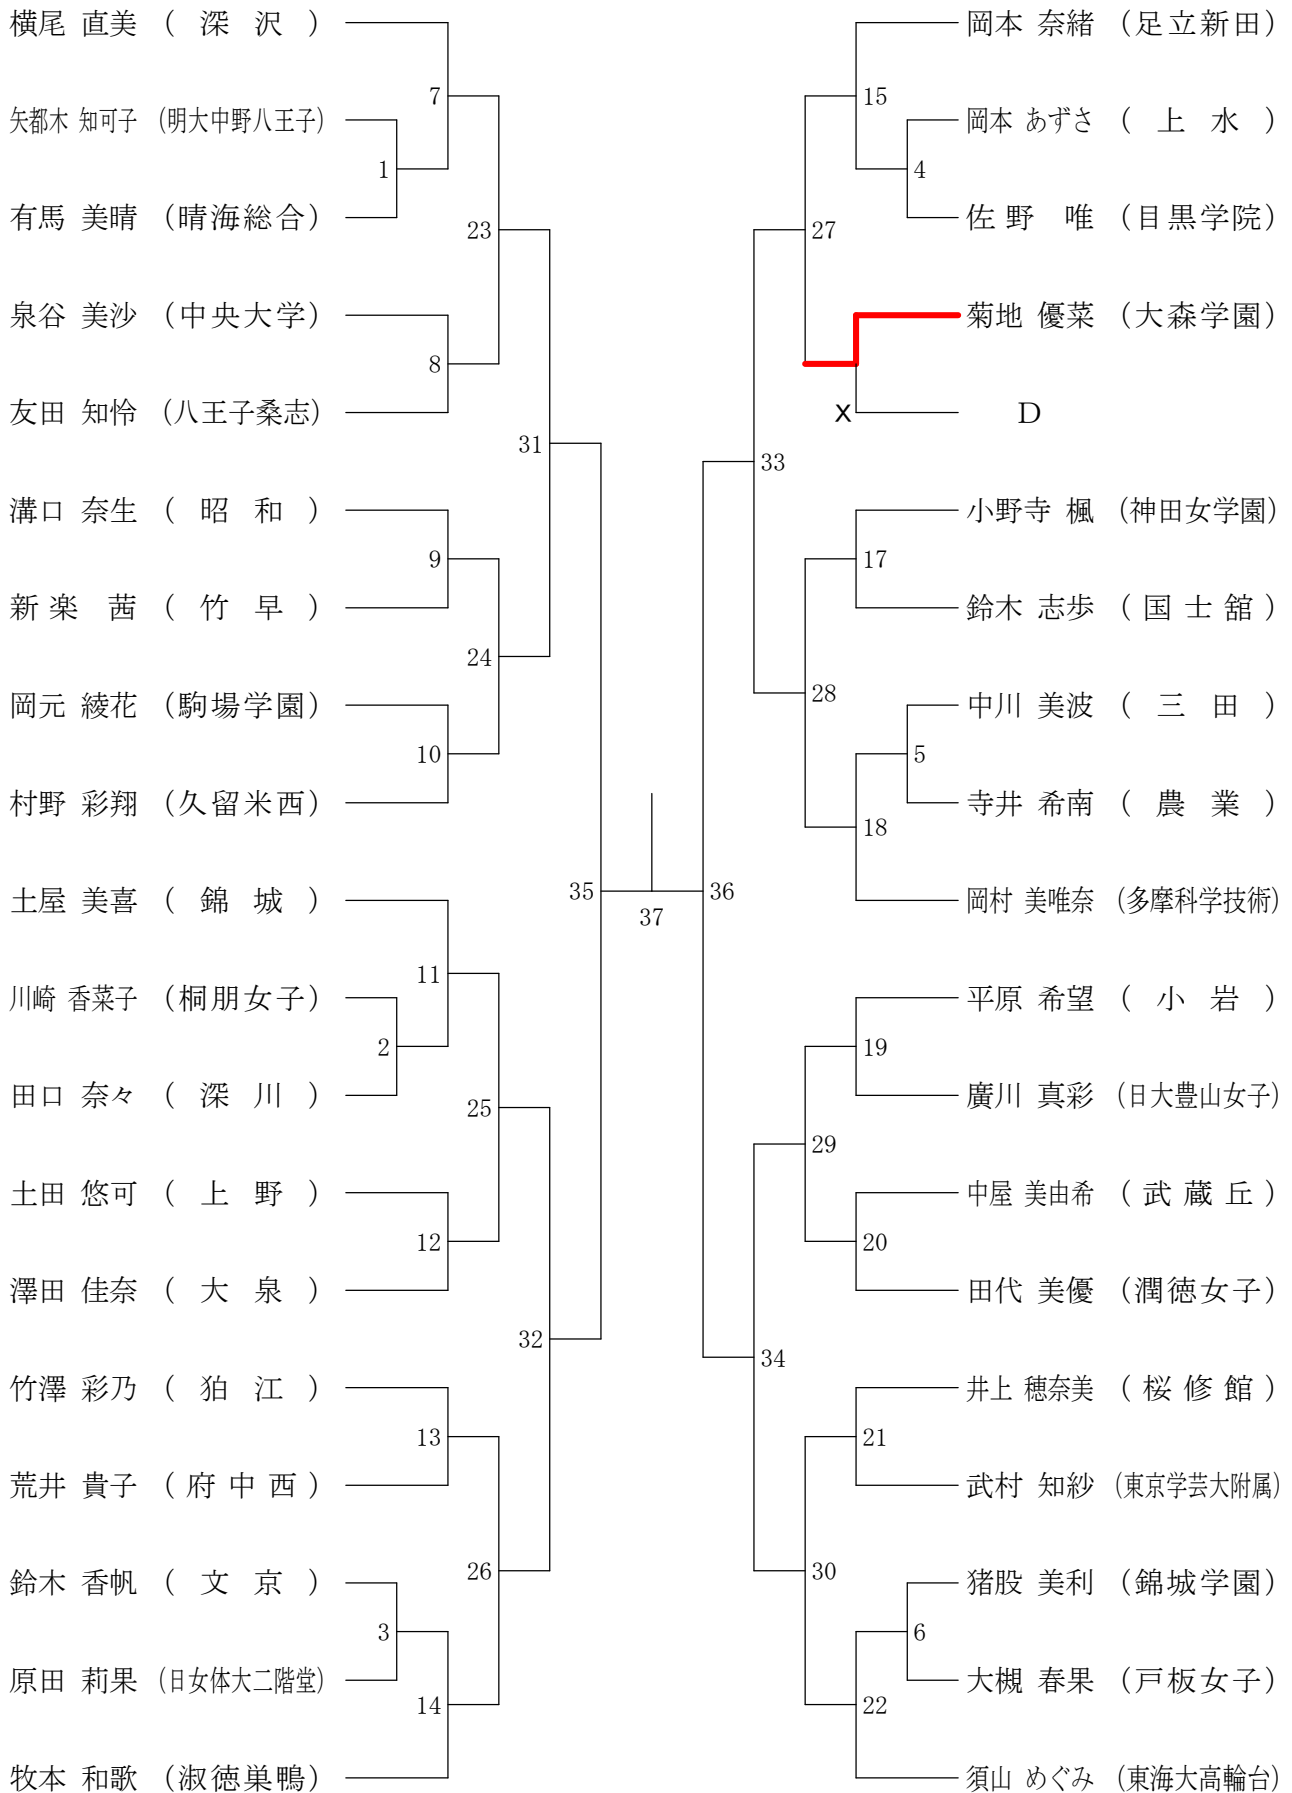 横尾 直美 （ 深 沢 ）
7
矢都木 知可子 （明大中野八王子）
1
有馬 美晴 （晴海総合）
23
泉谷 美沙 （中央大学）
8
友田 知怜 （八王子桑志）
31
溝口 奈生 （ 昭 和 ）
9
新楽 茜 （ 竹 早 ）
24
岡元 綾花 （駒場学園）
10
村野 彩翔 （久留米西）
35
土屋 美喜 （ 錦 城 ）
11
川崎 香菜子 （桐朋女子）
2
田口 奈々 （ 深 川 ）
25
土田 悠可 （ 上 野 ）
12
澤田 佳奈 （ 大 泉 ）
32
竹澤 彩乃 （ 狛 江 ）
13
荒井 貴子 （府中西）
26
鈴木 香帆 （ 文 京 ）
3
原田 莉果 （日女体大二階堂）
14
牧本 和歌 （淑徳巣鴨）
37
岡本 奈緒 （足立新田）
15
岡本 あずさ （ 上 水 ）
4
佐野 唯 （目黒学院）
27
菊地 優菜 （大森学園）
X
D
33
小野寺 楓 （神田女学園）
17
鈴木 志歩 （国士舘）
28
中川 美波 （ 三 田 ）
5
寺井 希南 （ 農 業 ）
18
岡村 美唯奈 （多摩科学技術）
36
平原 希望 （ 小 岩 ）
19
廣川 真彩 （日大豊山女子）
29
中屋 美由希 （武蔵丘）
20
田代 美優 （潤徳女子）
34
井上 穂奈美 （桜修館）
21
武村 知紗 （東京学芸大附属）
30
猪股 美利 （錦城学園）
6
大槻 春果 （戸板女子）
22
須山 めぐみ （東海大高輪台）